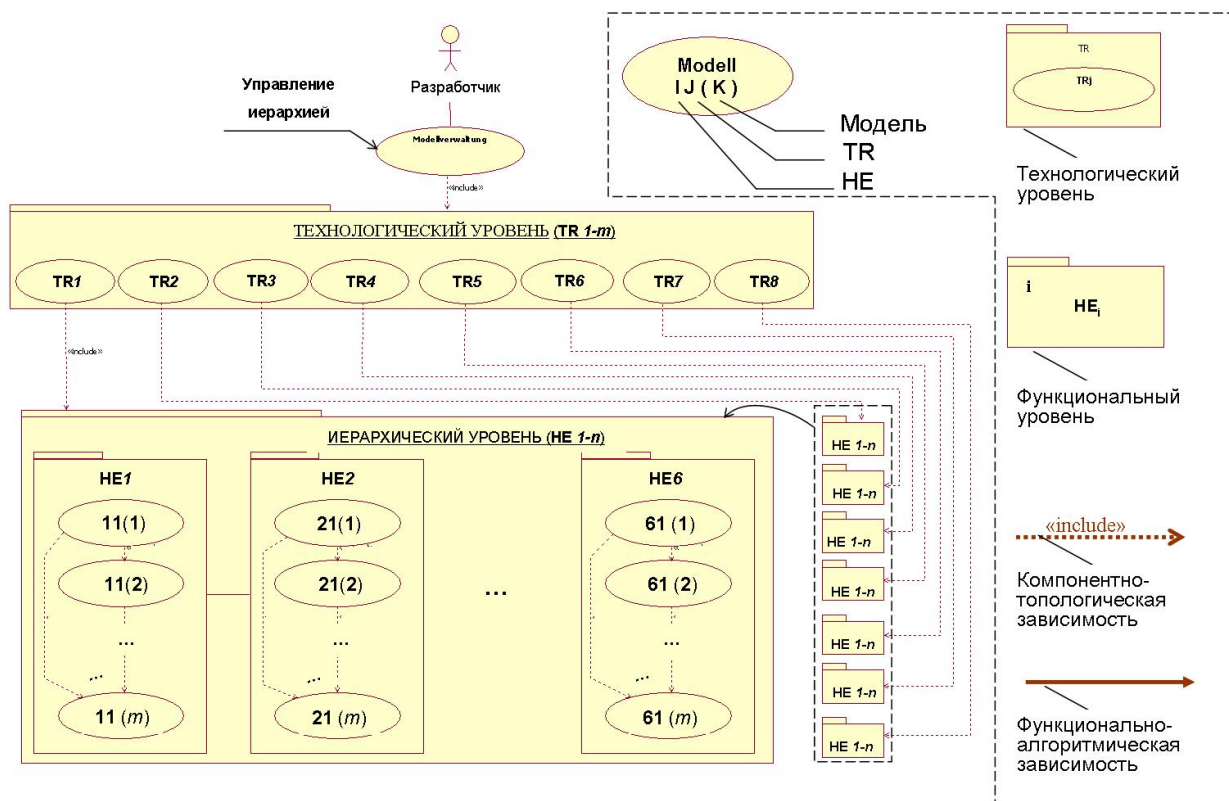 Разработчик
Управление
иерархией
Modellverwaltung
«include»
ТЕХНОЛОГИЧЕСКИЙ УРОВЕНЬ (TR 1-m)
TR1
TR2
TR3
TR4
TR5
TR6
TR7
TR8
«include»
ИЕРАРХИЧЕСКИЙ УРОВЕНЬ (HE 1-n)
HE1
11(1)
11(2)
...
...
11 (m)
HE2
21(1)
21(2)
...
...
21 (m)
...
HE6
61 (1)
61 (2)
...
...
61 (m)
HE 1-n
HE 1-n
HE 1-n
HE 1-n
HE 1-n
HE 1-n
HE 1-n
Modell
I J ( K )
Модель
TR
HE
TR
TRj
Технологический
уровень
i
HEi
Функциональный
уровень
«include»
Компонентно-
топологическая
зависимость
Функционально-
алгоритмическая
зависимость